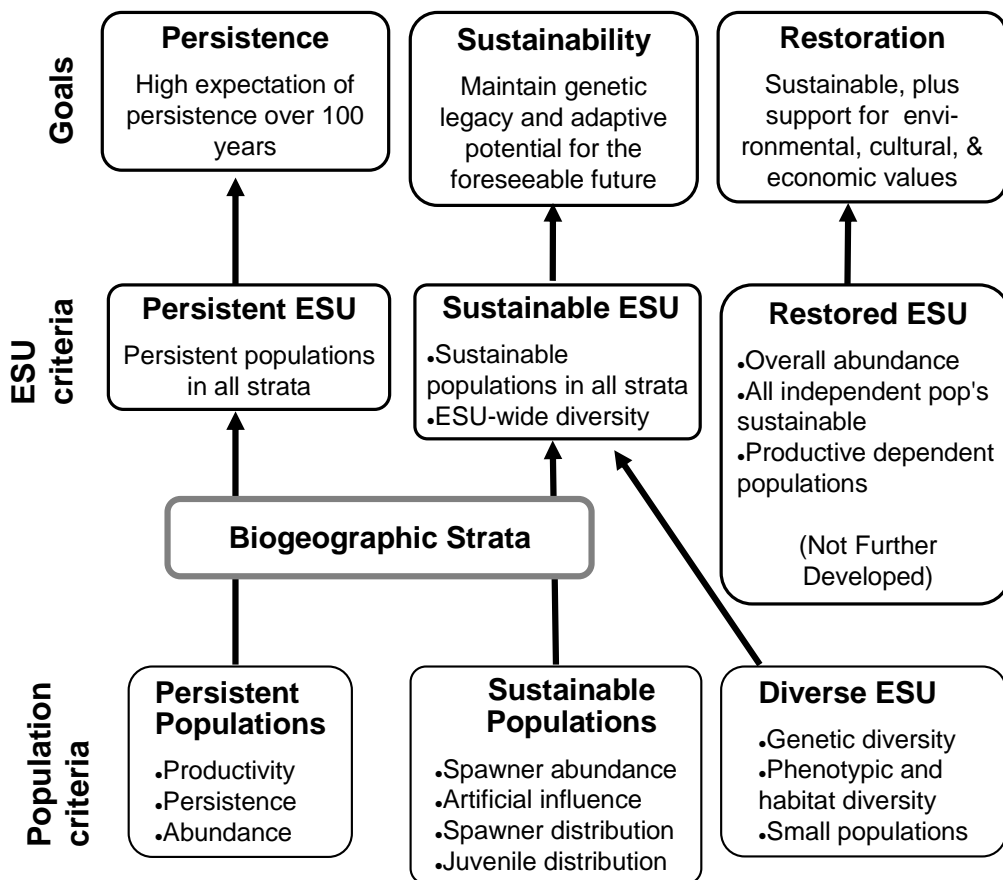 Goals
Persistence
High expectation of
persistence over 100
years
Sustainability
Maintain genetic
legacy and adaptive
potential for the
foreseeable future
Restoration
Sustainable, plus
support for envi-
ronmental, cultural, &
economic values
ESU
criteria
Persistent ESU
Persistent populations
in all strata
Sustainable ESU
•Sustainable
populations in all strata
•ESU-wide diversity
Restored ESU
•Overall abundance
•All independent pop's
sustainable
•Productive dependent
populations
(Not Further
Developed)
Biogeographic Strata
Population
criteria
Persistent
Populations
•Productivity
•Persistence
•Abundance
Sustainable
Populations
•Spawner abundance
•Artificial influence
•Spawner distribution
•Juvenile distribution
Diverse ESU
•Genetic diversity
•Phenotypic and
habitat diversity
•Small populations